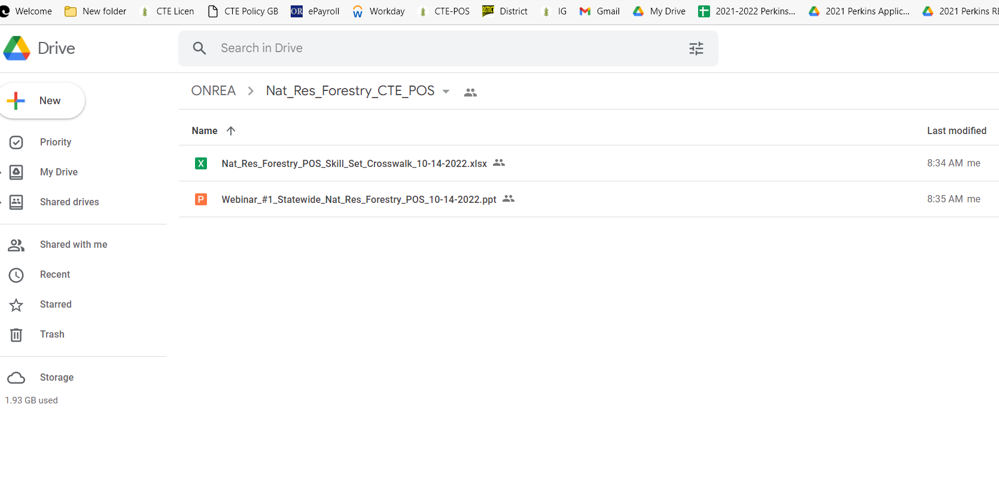 Welcome New folder CTE Licen CTE Policy GB OR ePayroll Workday CTE-POS DISTRICT District IG Gmail My Drive 2021-2022 Perkins... 2021 Perkins Applic... 2021 Perkins RE
Drive Search in Drive
ONREA > Nat_Res_Forestry_CTE_POS
New
Name Last modified
Priority
X Nat_Res_Forestry_POS_Skill_Set_Crosswalk_10-14-2022.xlsx 8:34 AM me
My Drive
P Webinar_#1_Statewide_Nat_Res_Forestry_POS_10-14-2022.ppt 8:35 AM me
Shared drives
Shared with me
Recent
Starred
Trash
Storage
1.93 GB used